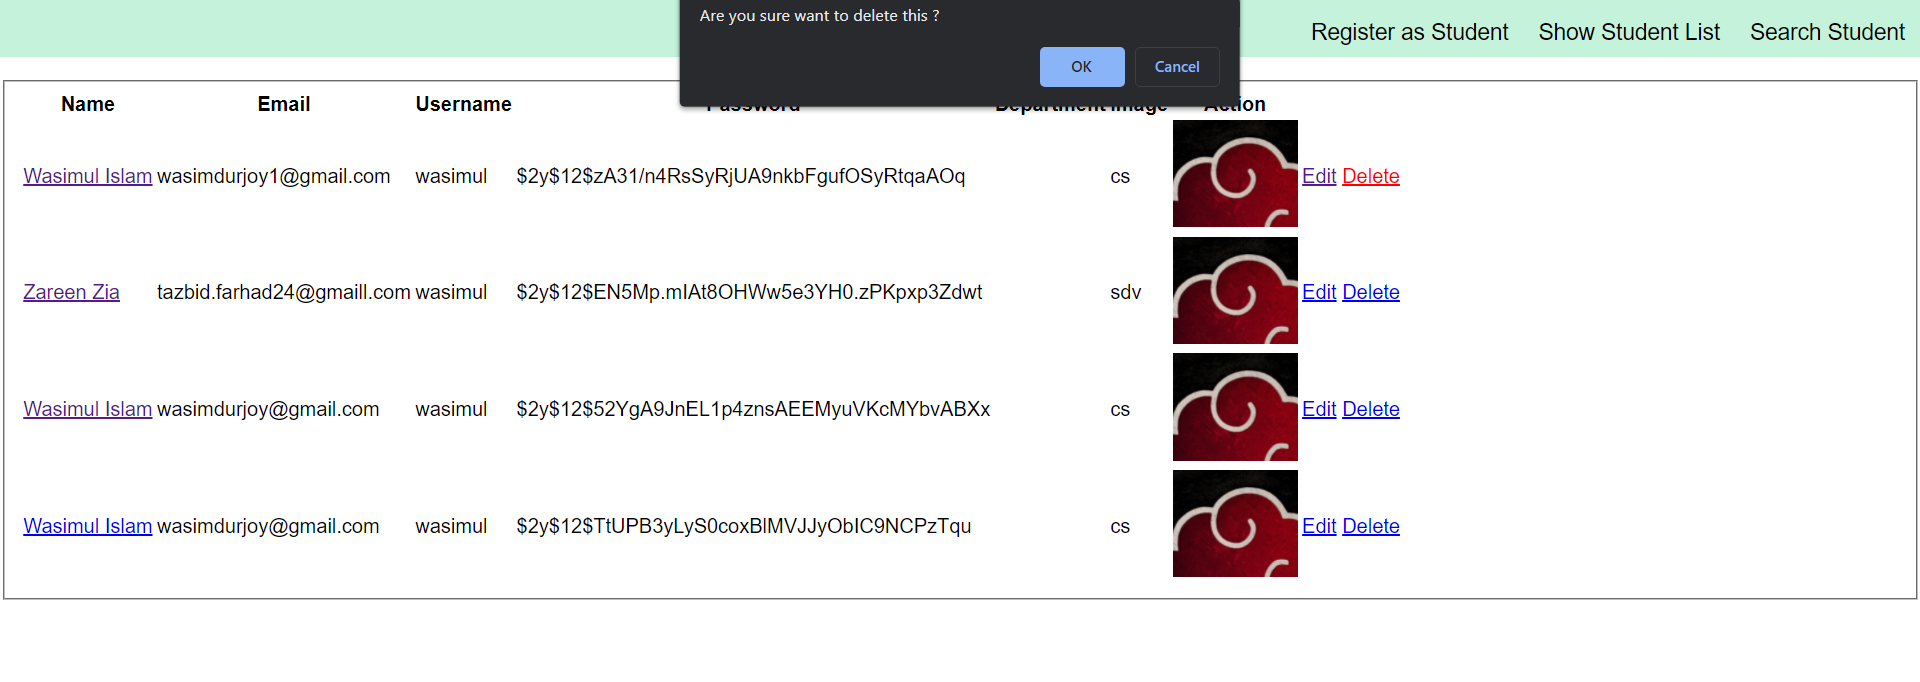 Are you sure want to delete this ?
OK Cancel
Register as Student Show Student List Search Student
Name Email Username Password Department Image Action
Wasimul Islam wasimdurjoy1@gmail.com wasimul $2y$12$zA31/n4RsSyRjUA9nkbFgufOSyRtqaAOq cs Edit Delete
Zareen Zia tazbid.farhad24@gmaill.com wasimul $2y$12$EN5Mp.mIAt8OHWw5e3YH0.zPKpxp3Zdwt sdv Edit Delete
Wasimul Islam wasimdurjoy@gmail.com wasimul $2y$12$52YgA9JnEL1p4znsAEEMyuVKcMYbvABXx cs Edit Delete
Wasimul Islam wasimdurjoy@gmail.com wasimul $2y$12$TtUPB3yLyS0coxBlMVJJyObIC9NCPzTqu cs Edit Delete